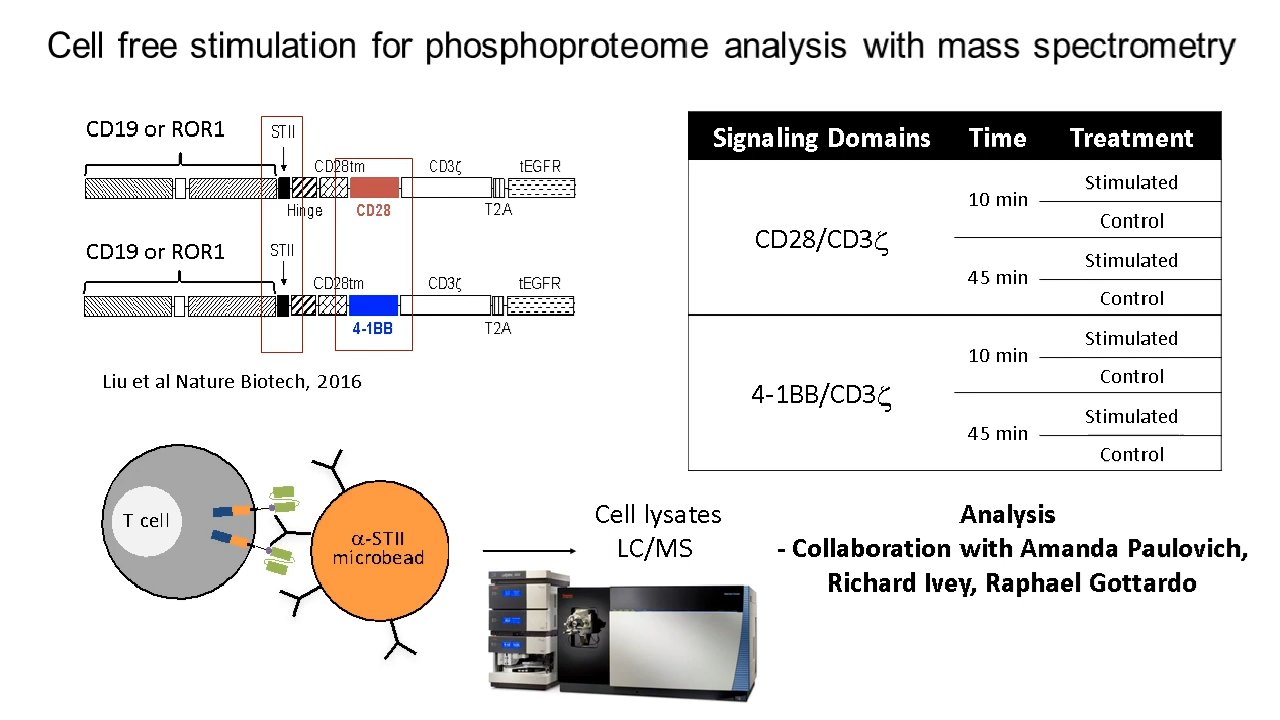 Cell free stimulation for phosphoproteome analysis with mass spectrometry
CD19 or ROR1
STII
CD28tm
CD3ζ
tEGFR
Hinge
CD28
T2A
CD19 or ROR1
STII
CD28tm
CD3ζ
tEGFR
4-1BB
T2A
Liu et al Nature Biotech, 2016
Signaling Domains Time Treatment
CD28/CD3ζ
10 min
Stimulated
Control
45 min
Stimulated
Control
4-1BB/CD3ζ
10 min
Stimulated
Control
45 min
Stimulated
Control
T cell
α-STII
microbead
Cell lysates
LC/MS
Analysis
- Collaboration with Amanda Paulovich,
Richard Ivey, Raphael Gottardo